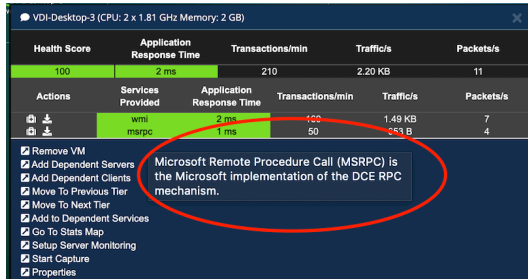 VDI-Desktop-3 (CPU: 2 x 1.81 GHz Memory: 2 GB)
Health Score Application Response Time Transactions/min Traffic/s Packets/s
100 2 ms 210 2.20 KB 11
Actions Services Provided Application Response Time Transactions/min Traffic/s Packets/s
wmi 2 ms 160 1.49 KB 7
msrpc 1 ms 50 653 B 4
Remove VM
Add Dependent Servers
Add Dependent Clients
Move To Previous Tier
Move To Next Tier
Add to Dependent Services
Go To Stats Map
Setup Server Monitoring
Start Capture
Properties
Microsoft Remote Procedure Call (MSRPC) is
the Microsoft implementation of the DCE RPC
mechanism.